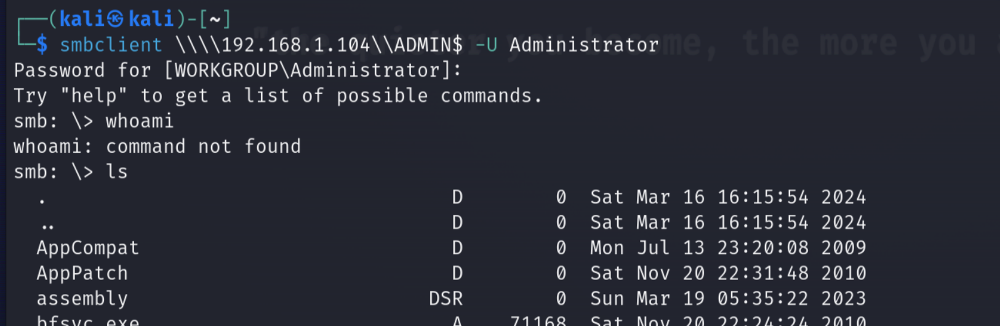 (kali㉿kali)-[~]
"the quieter you become, the more you a
$ smbclient \\\\192.168.1.104\\ADMIN$ -U Administrator
Password for [WORKGROUP\Administrator]:
Try "help" to get a list of possible commands.
smb: \> whoami
whoami: command not found
smb: \> ls
. D 0 Sat Mar 16 16:15:54 2024
.. D 0 Sat Mar 16 16:15:54 2024
AppCompat D 0 Mon Jul 13 23:20:08 2009
AppPatch D 0 Sat Nov 20 22:31:48 2010
assembly DSR 0 Sun Mar 19 05:35:22 2023
bfsvc.exe A 71168 Sat Nov 20 22:24:24 2010